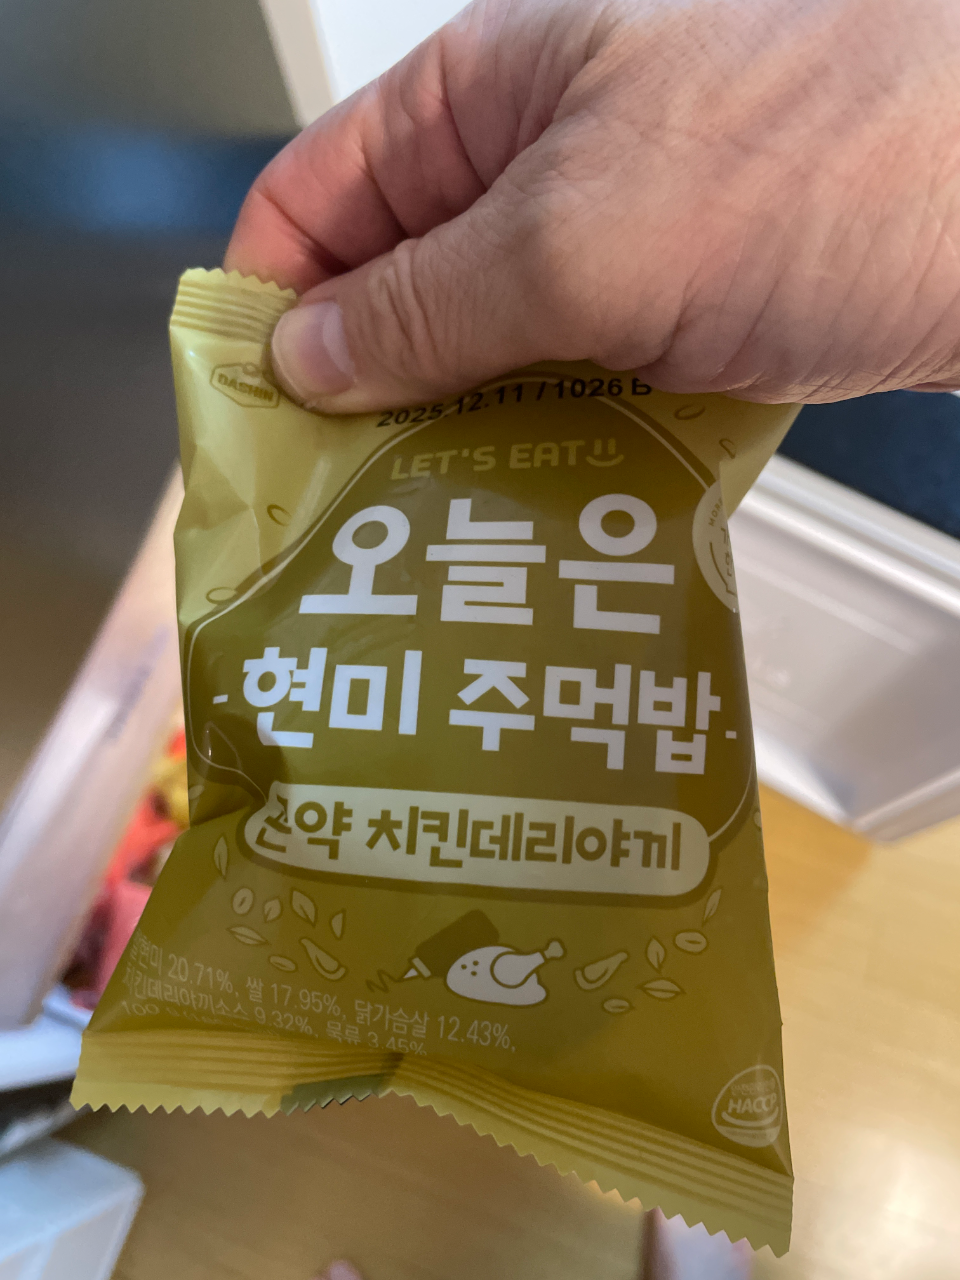 DASHIN
2025.12.11 / 1026 B
LET'S EAT
오늘은
- 현미 주먹밥 -
곤약 치킨데리야끼
현미 20.71%, 쌀 17.95%, 닭가슴살 12.43%,
치킨데리야끼소스 9.32%, 3.45%
HACCP